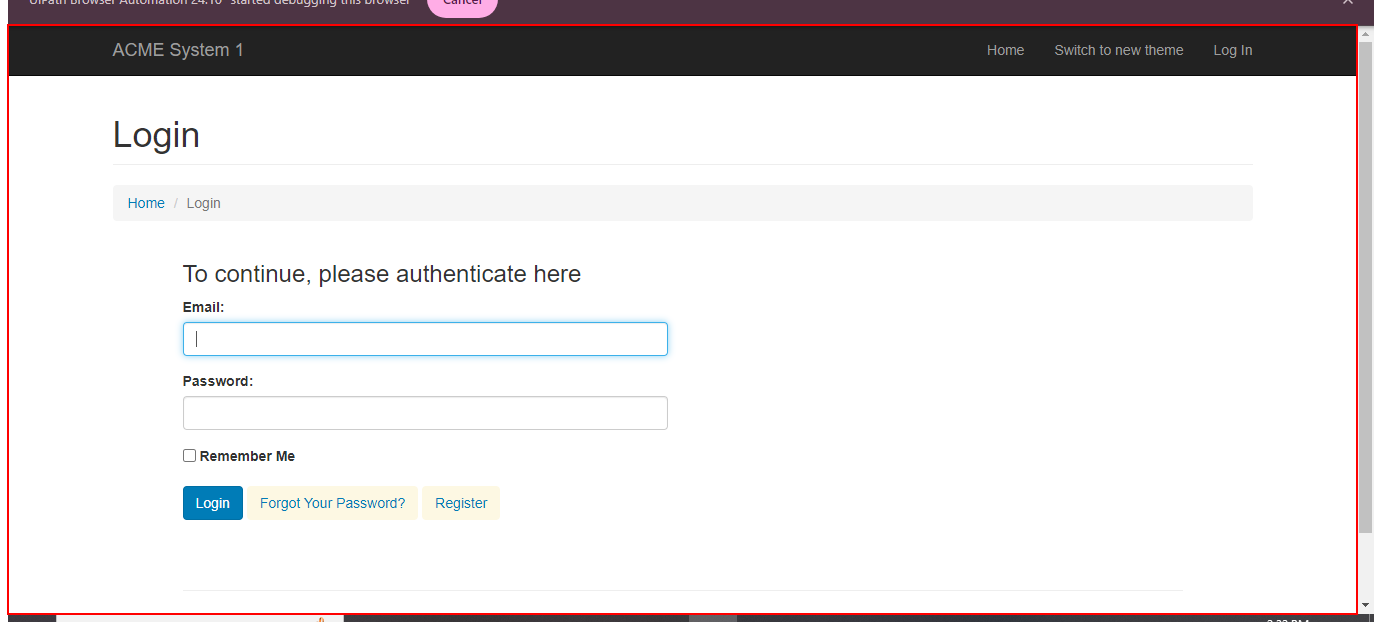 UiPath Browser Automation 24.10" started debugging this browser Cancel
ACME System 1 Home Switch to new theme Log In
Login
Home / Login
To continue, please authenticate here
Email:
Password:
Remember Me
Login Forgot Your Password? Register